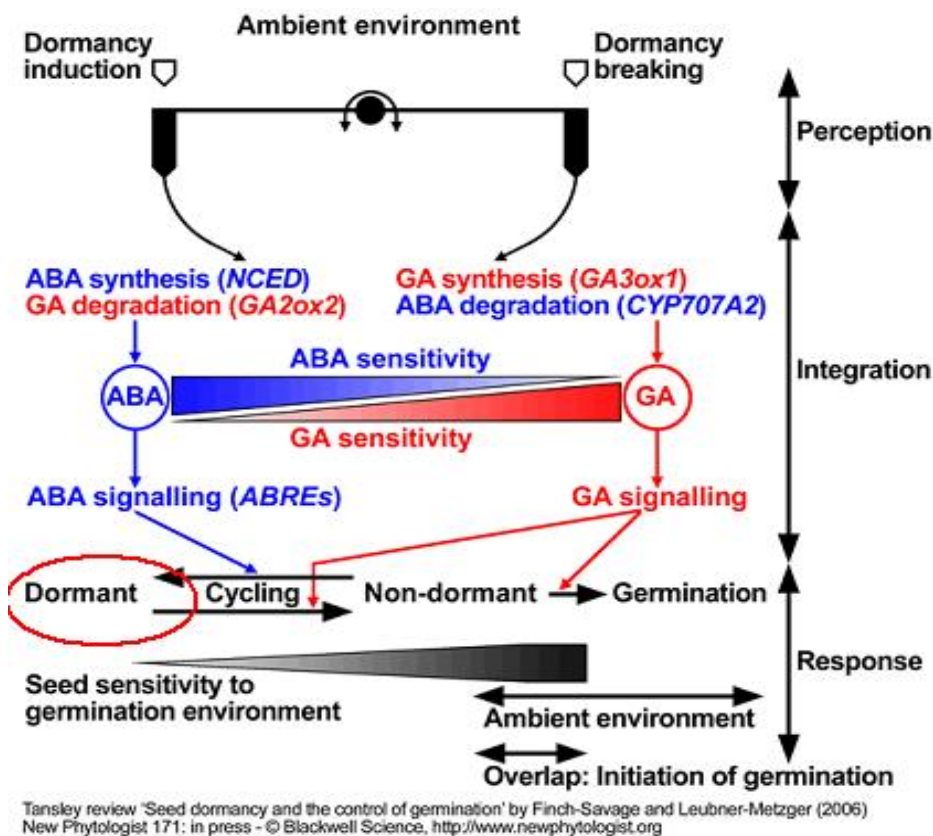 Ambient environment
Dormancy
induction
Dormancy
breaking
Perception
ABA synthesis (NCED)
GA degradation (GA2ox2)
GA synthesis (GA3ox1)
ABA degradation (CYP707A2)
ABA sensitivity
Integration
ABA
GA
GA sensitivity
ABA signalling (ABREs)
GA signalling
Dormant
Cycling
Non-dormant
Germination
Response
Seed sensitivity to
germination environment
Ambient environment
Overlap: Initiation of germination
Tansley review 'Seed dormancy and the control of germination' by Finch-Savage and Leubner-Metzger (2006)
New Phytologist 171: in press - © Blackwell Science, http://www.newphytologist.org